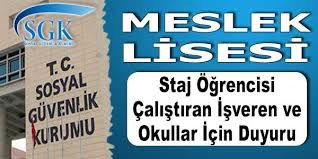 SGK
T.C.
SOSYAL
GÜVENLİK
KURUMU
MESLEK
LİSESİ
Staj Öğrencisi
Çalıştıran İşveren ve
Okullar İçin Duyuru